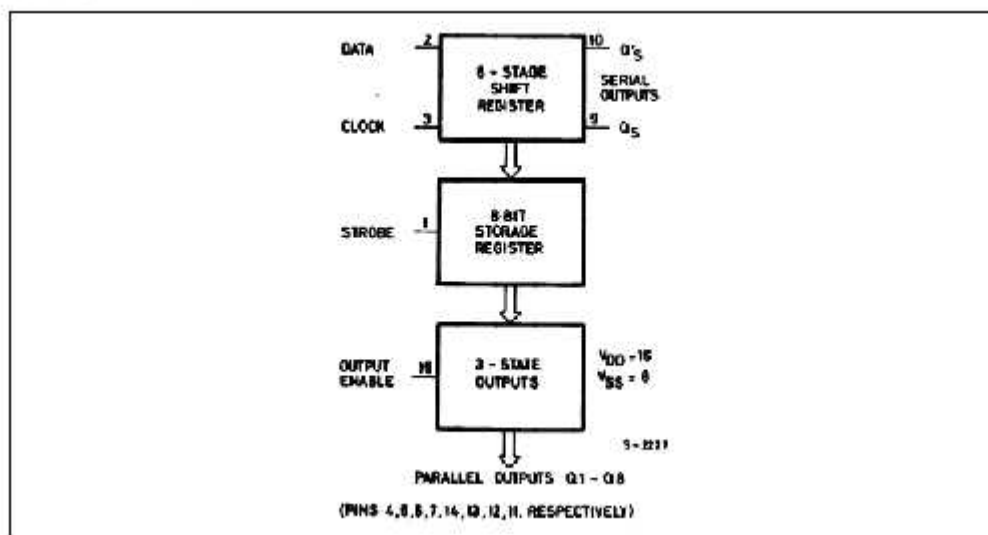 DATA
2
10
Q'S
8 - STAGE
SHIFT
REGISTER
SERIAL
OUTPUTS
CLOCK
3
9
QS
8-BIT
STORAGE
REGISTER
STROBE
1
OUTPUT
ENABLE
3 - STATE
OUTPUTS
VDD = 16
VSS = 8
PARALLEL OUTPUTS Q1 - Q8
(PINS 4,5,6,7,14,13,12,11, RESPECTIVELY)